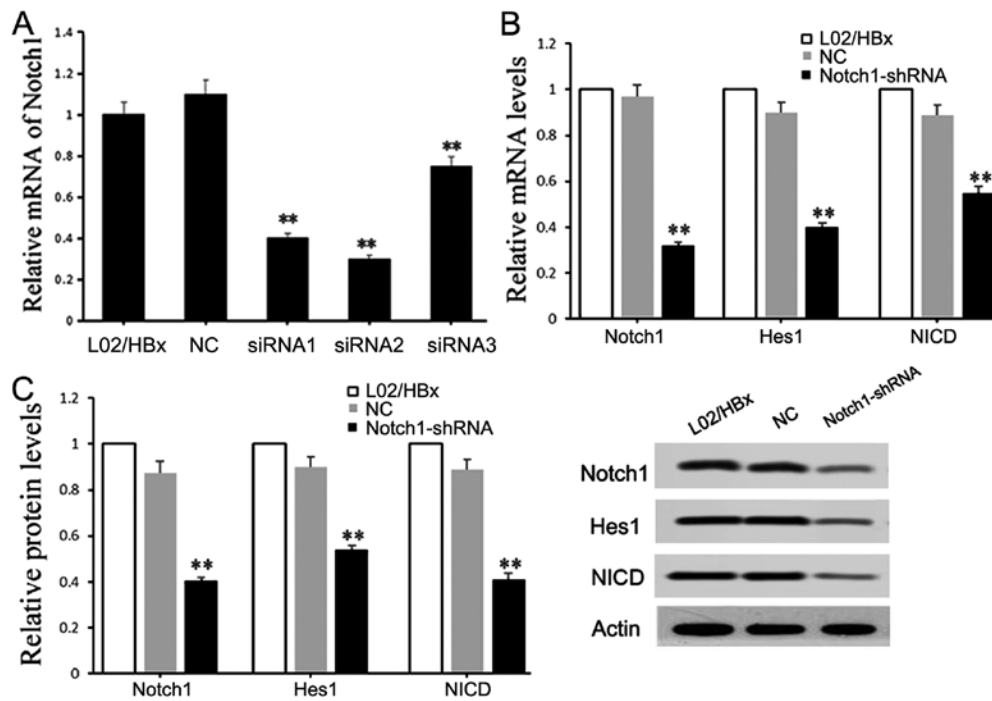 A
Relative mRNA of Notch1
1.4
1.2
1
0.8
0.6
0.4
0.2
0
**
**
**
L02/HBx NC siRNA1 siRNA2 siRNA3
B
Relative mRNA levels
1.2
1
0.8
0.6
0.4
0.2
0
L02/HBx
NC
Notch1-shRNA
**
**
**
Notch1 Hes1 NICD
C
Relative protein levels
1
0.8
0.6
0.4
0.2
0
L02/HBx
NC
Notch1-shRNA
**
**
**
Notch1 Hes1 NICD
L02/HBx NC Notch1-shRNA
Notch1
Hes1
NICD
Actin